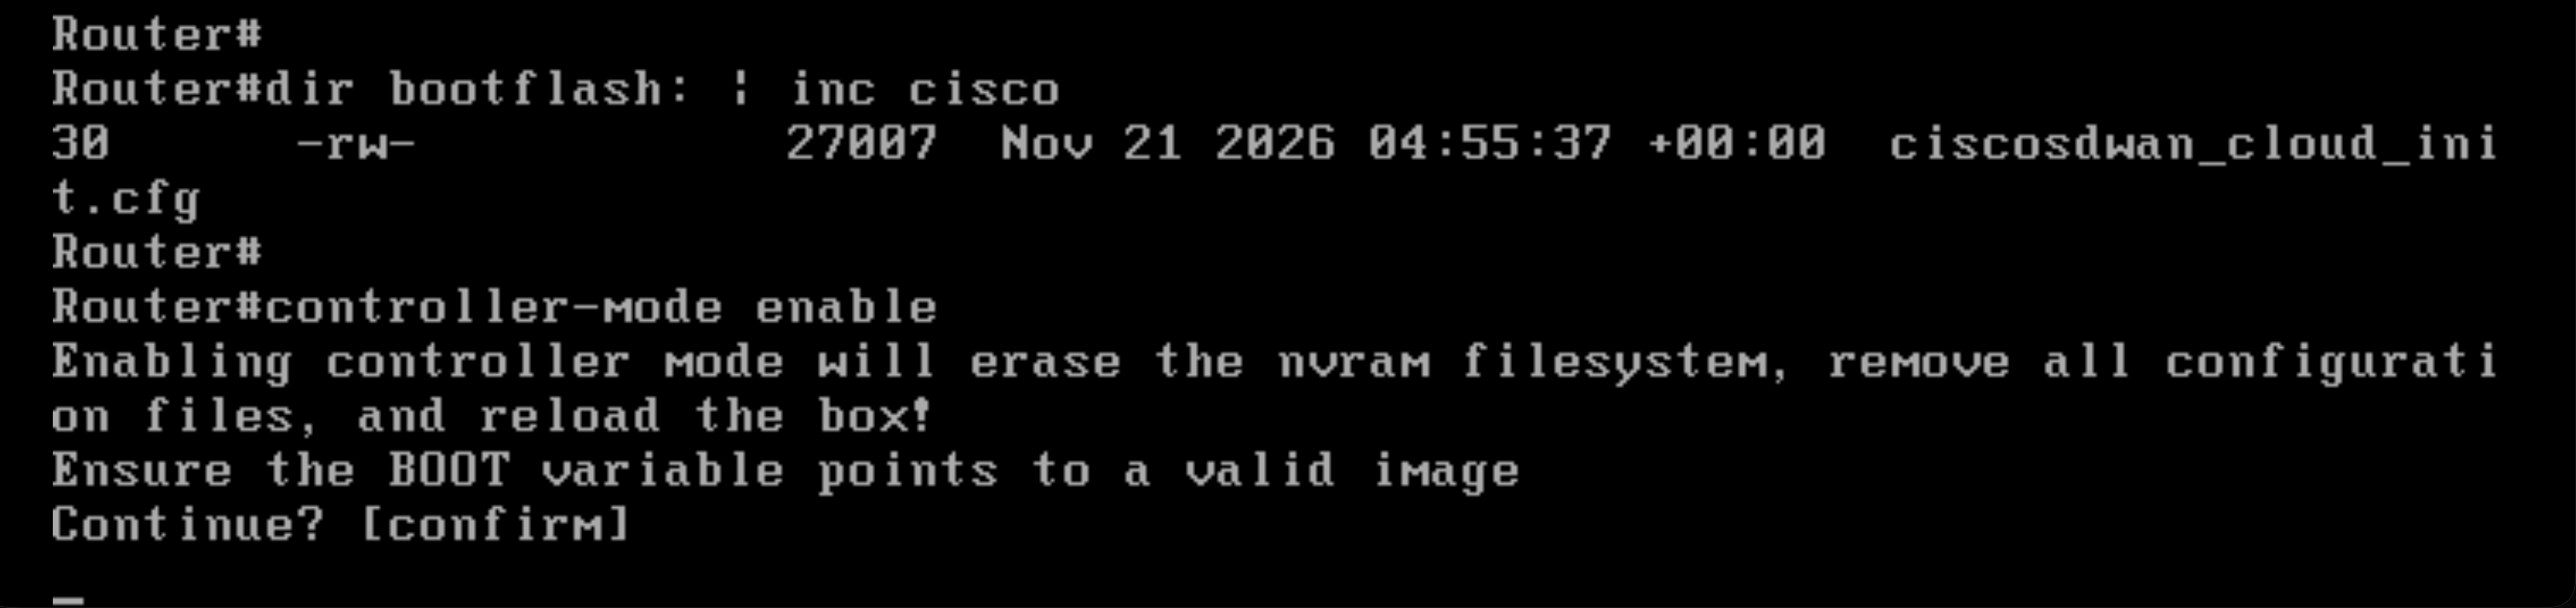 Router#
Router#dir bootflash: | inc cisco
30      -rw-            27007  Nov 21 2026 04:55:37 +00:00  ciscosdwan_cloud_ini
t.cfg
Router#
Router#controller-mode enable
Enabling controller mode will erase the nvram filesystem, remove all configurati
on files, and reload the box!
Ensure the BOOT variable points to a valid image
Continue? [confirm]